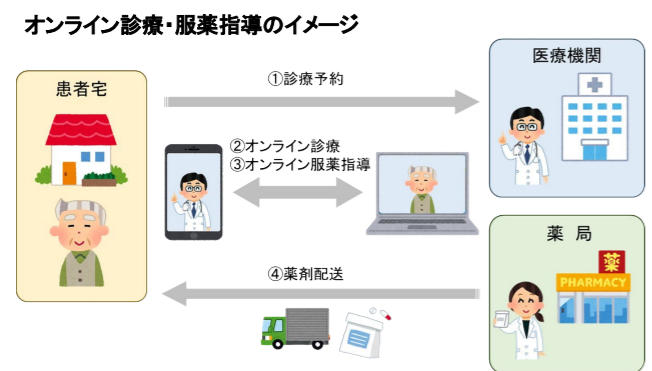 オンライン診療・服薬指導のイメージ
患者宅
①診療予約
医療機関
②オンライン診療
③オンライン服薬指導
薬 局
薬
PHARMACY
④薬剤配送